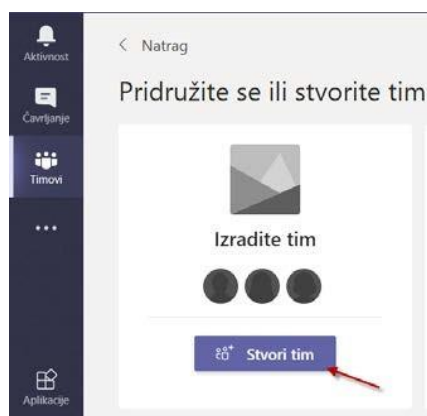 Aktivnost
Čavrljanje
Timovi
Aplikacije
< Natrag
Pridružite se ili stvorite tim
Izradite tim
Stvori tim